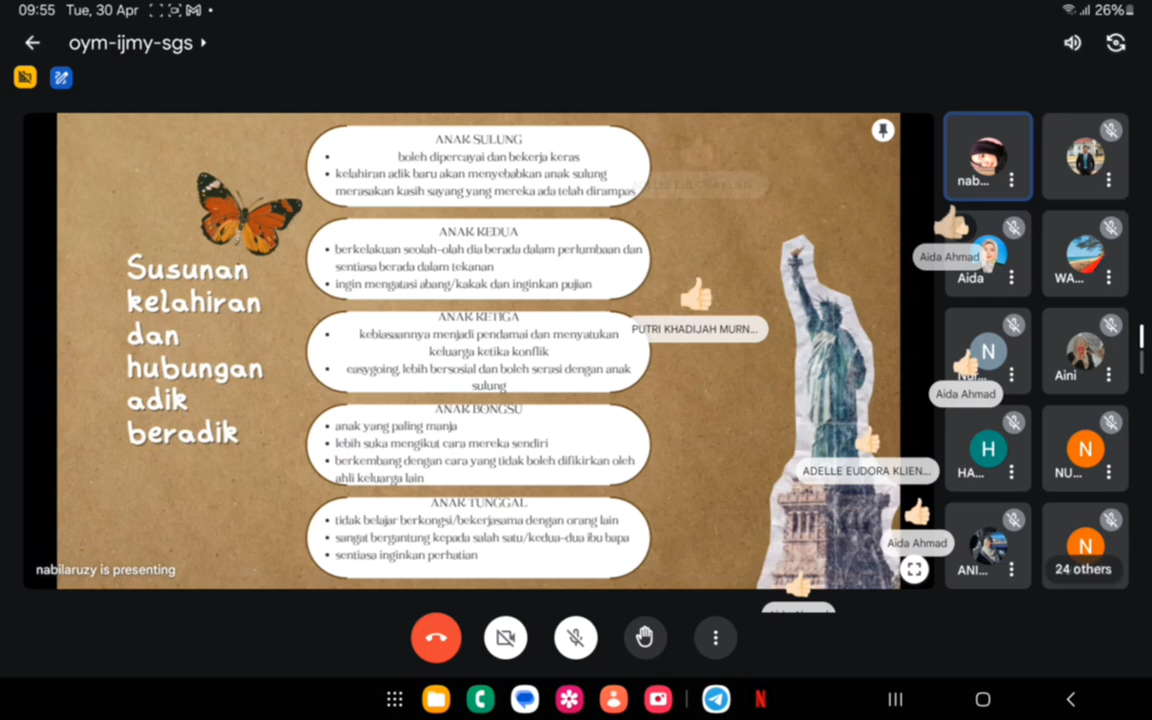 09:55 Tue, 30 Apr
26%
oym-ijmy-sgs
Susunan
kelahiran
dan
hubungan
adik
beradik
ANAK SULUNG
• boleh dipercayai dan bekerja keras
• kelahiran adik baru akan menyebabkan anak sulung
merasakan kasih sayang yang mereka ada telah dirampas
ANAK KEDUA
• berkelakuan seolah-olah dia berada dalam perlumbaan dan
sentiasa berada dalam tekanan
• ingin mengatasi abang/kakak dan inginkan pujian
ANAK KETIGA
• kebiasaannya menjadi pendamai dan menyatukan
keluarga ketika konflik
• easygoing, lebih bersosial dan boleh serasi dengan anak
sulung
ANAK BONGSU
• anak yang paling manja
• lebih suka mengikut cara mereka sendiri
• berkembang dengan cara yang tidak boleh difikirkan oleh
ahli keluarga lain
ANAK TUNGGAL
• tidak belajar berkongsi/bekerjasama dengan orang lain
• sangat bergantung kepada salah satu/kedua-dua ibu bapa
• sentiasa inginkan perhatian
nabilaruzy is presenting
PUTRI KHADIJAH MURN...
ADELLE EUDORA KLIEN...
Aida Ahmad
nab...
Aida Ahmad
Aida
WA...
N
Aida Ahmad
Aini
H
HA...
N
NU...
ANI...
N
24 others
N